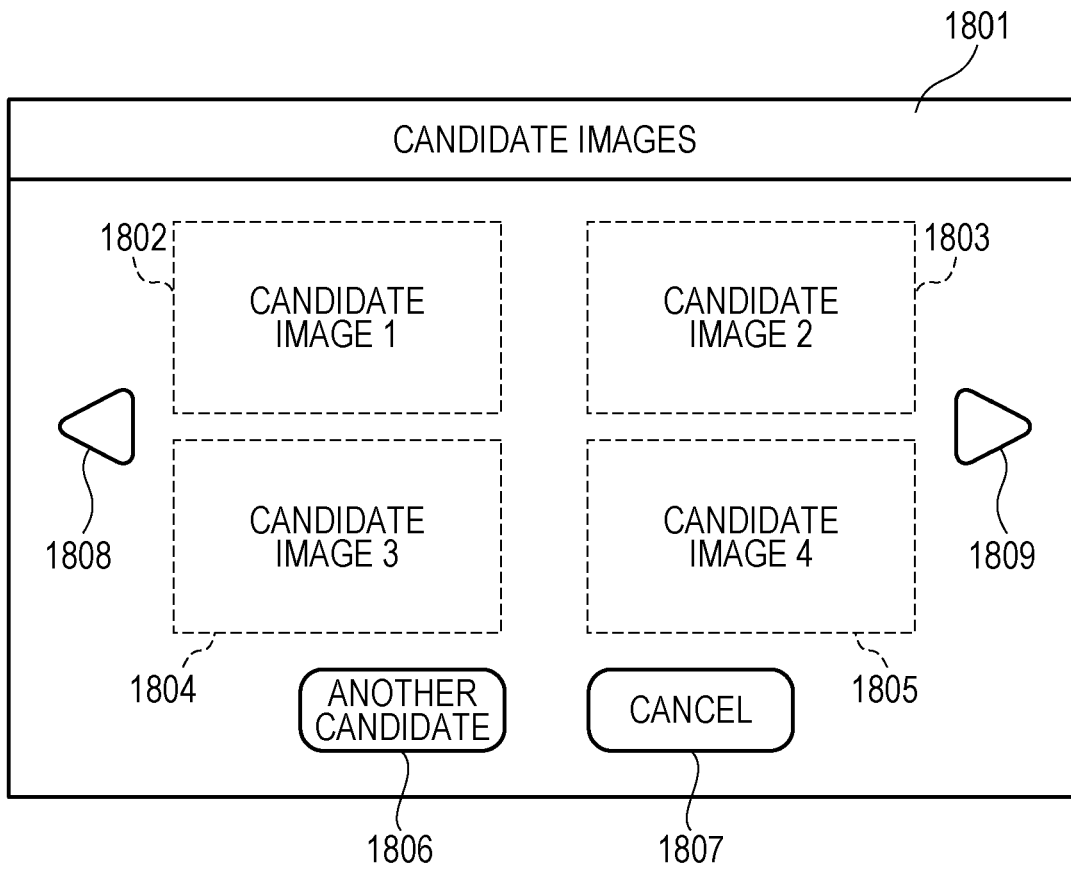 1801
CANDIDATE IMAGES
1802
1803
CANDIDATE
IMAGE 1
CANDIDATE
IMAGE 2
CANDIDATE
IMAGE 3
CANDIDATE
IMAGE 4
1808
1809
1804
1805
ANOTHER
CANDIDATE
CANCEL
1806
1807